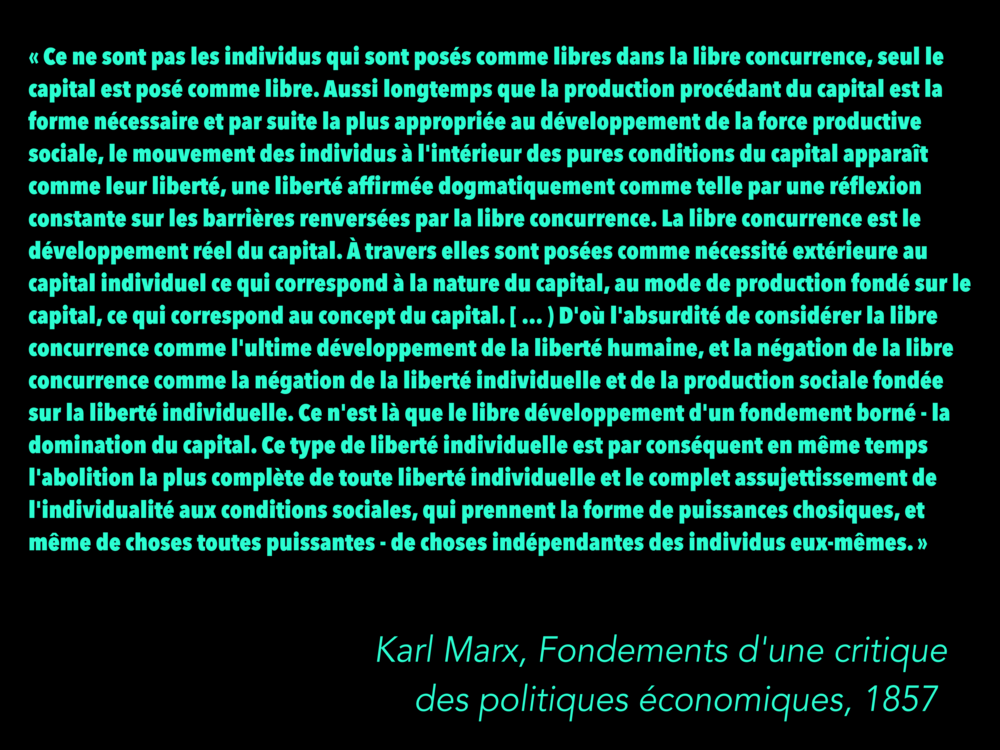 « Ce ne sont pas les individus qui sont posés comme libres dans la libre concurrence, seul le
capital est posé comme libre. Aussi longtemps que la production procédant du capital est la
forme nécessaire et par suite la plus appropriée au développement de la force productive
sociale, le mouvement des individus à l'intérieur des pures conditions du capital apparaît
comme leur liberté, une liberté affirmée dogmatiquement comme telle par une réflexion
constante sur les barrières renversées par la libre concurrence. La libre concurrence est le
développement réel du capital. À travers elles sont posées comme nécessité extérieure au
capital individuel ce qui correspond à la nature du capital, au mode de production fondé sur le
capital, ce qui correspond au concept du capital. [ ... ) D'où l'absurdité de considérer la libre
concurrence comme l'ultime développement de la liberté humaine, et la négation de la libre
concurrence comme la négation de la liberté individuelle et de la production sociale fondée
sur la liberté individuelle. Ce n'est là que le libre développement d'un fondement borné - la
domination du capital. Ce type de liberté individuelle est par conséquent en même temps
l'abolition la plus complète de toute liberté individuelle et le complet assujettissement de
l'individualité aux conditions sociales, qui prennent la forme de puissances chosiques, et
même de choses toutes puissantes - de choses indépendantes des individus eux-mêmes. »
Karl Marx, Fondements d'une critique
des politiques économiques, 1857